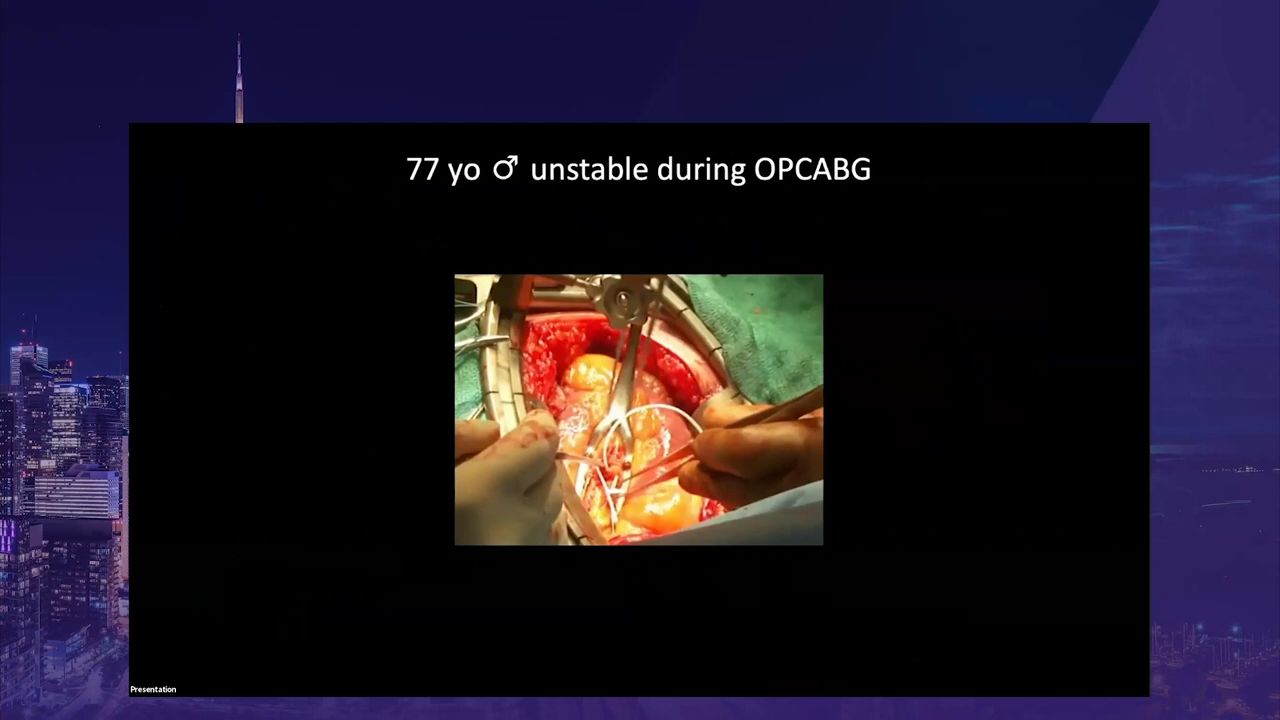 77 yo ♂ unstable during OPCABG
Presentation